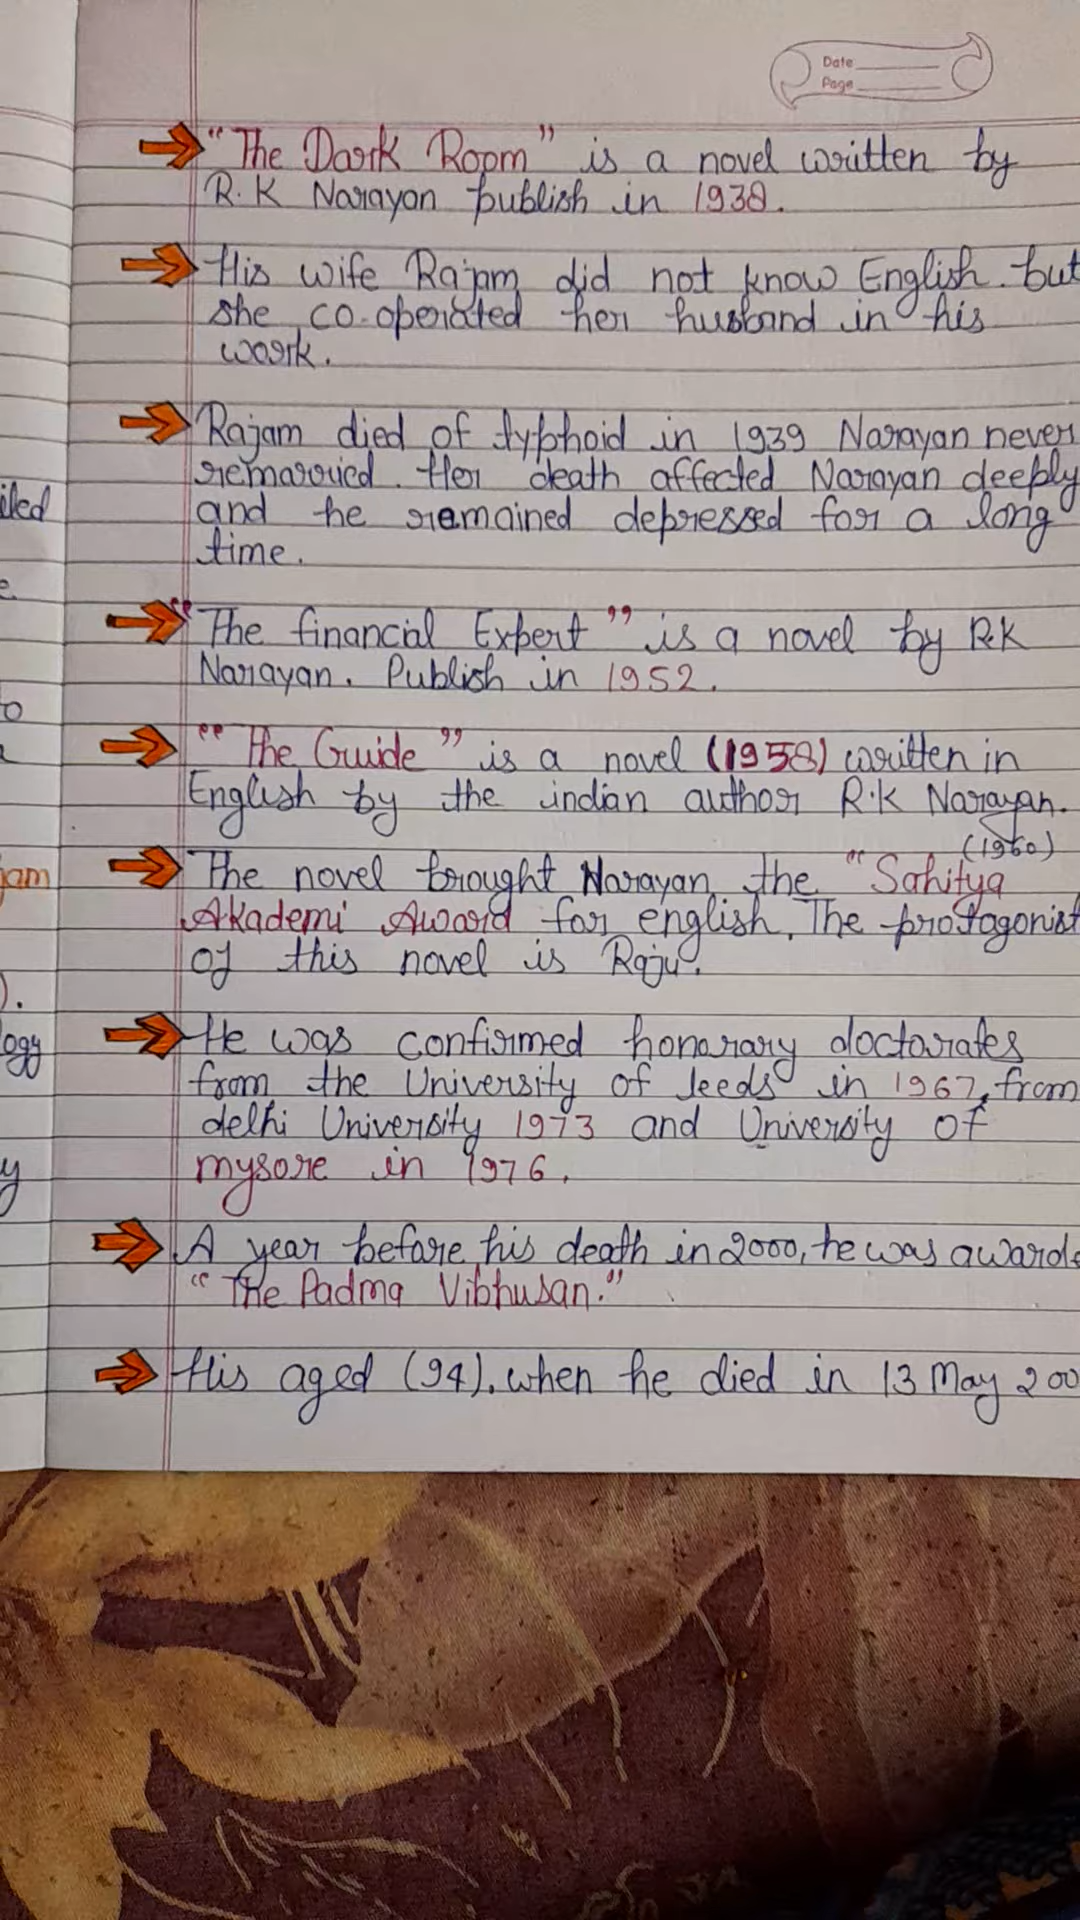 Date
Page
"The Dark Room" is a novel written by
R.K Narayan publish in 1938.
His wife Rajam did not know English. but
she co-operated her husband in his
work.
Rajam died of typhoid in 1939 Narayan never
remarried. Her death affected Narayan deeply
and he remained depressed for a long
time.
"The financial Expert" is a novel by R.K
Narayan. Publish in 1952.
"The Guide" is a novel (1958) written in
English by the indian author R.K Narayan.
(1960)
The novel brought Narayan the "Sahitya
Akademi Award for english, The protagonist
of this novel is Raju.
He was confirmed honorary doctorates
from the University of leeds in 1967, from
delhi University 1973 and University of
mysore in 1976.
A year before his death in 2000, he was awarde
"The Padma Vibhusan."
His aged (94). when he died in 13 May 200
iled
e.
o
jam
).
ogy
y